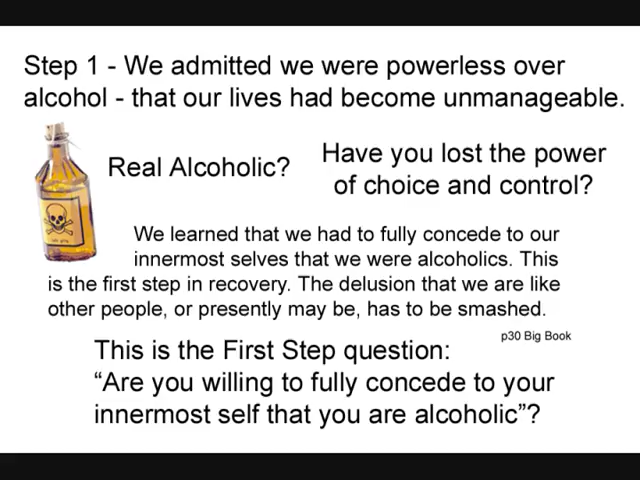 Step 1 - We admitted we were powerless over
alcohol - that our lives had become unmanageable.
Real Alcoholic?
Have you lost the power
of choice and control?
We learned that we had to fully concede to our
innermost selves that we were alcoholics. This
is the first step in recovery. The delusion that we are like
other people, or presently may be, has to be smashed.
p30 Big Book
This is the First Step question:
“Are you willing to fully concede to your
innermost self that you are alcoholic”?